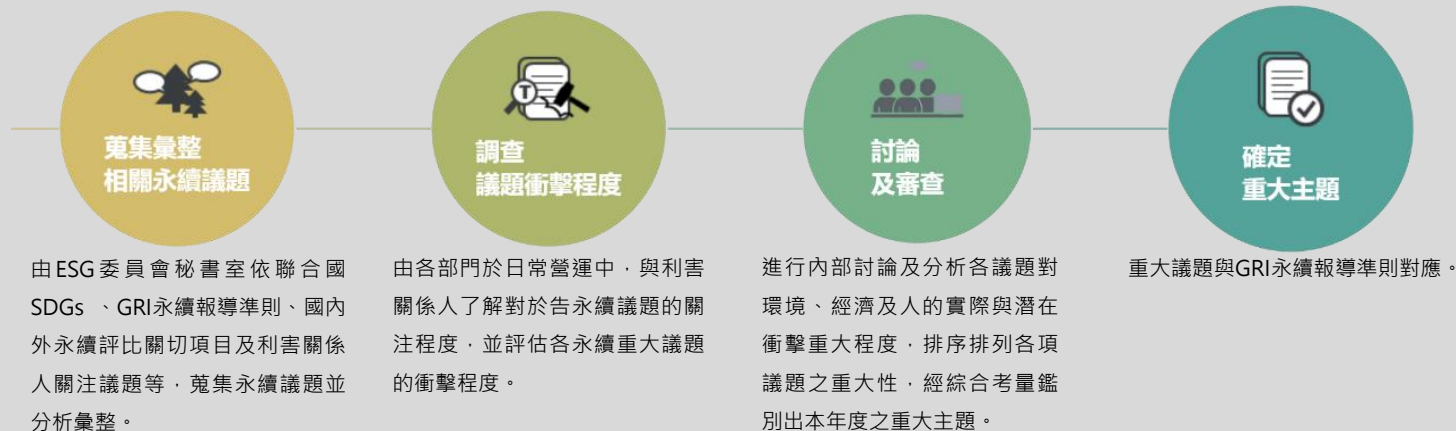 蒐集彙整
相關永續議題
由ESG委員會秘書室依聯合國
SDGs 、GRI永續報導準則、國內
外永續評比關切項目及利害關係
人關注議題等，蒐集永續議題並
分析彙整。
T
調查
議題衝擊程度
由各部門於日常營運中，與利害
關係人了解對於告永續議題的關
注程度，並評估各永續重大議題
的衝擊程度。
討論
及審查
進行內部討論及分析各議題對
環境、經濟及人的實際與潛在
衝擊重大程度，排序排列各項
議題之重大性，經綜合考量鑑
別出本年度之重大主題。
確定
重大主題
重大議題與GRI永續報導準則對應。